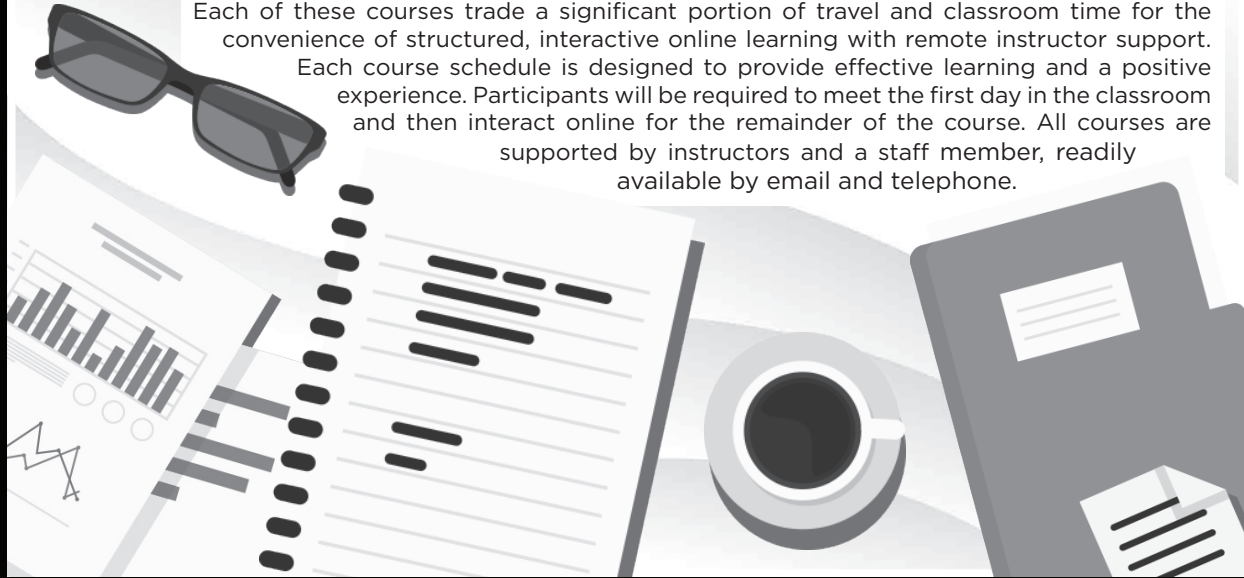 Each of these courses trade a significant portion of travel and classroom time for the
convenience of structured, interactive online learning with remote instructor support.
Each course schedule is designed to provide effective learning and a positive
experience. Participants will be required to meet the first day in the classroom
and then interact online for the remainder of the course. All courses are
supported by instructors and a staff member, readily
available by email and telephone.